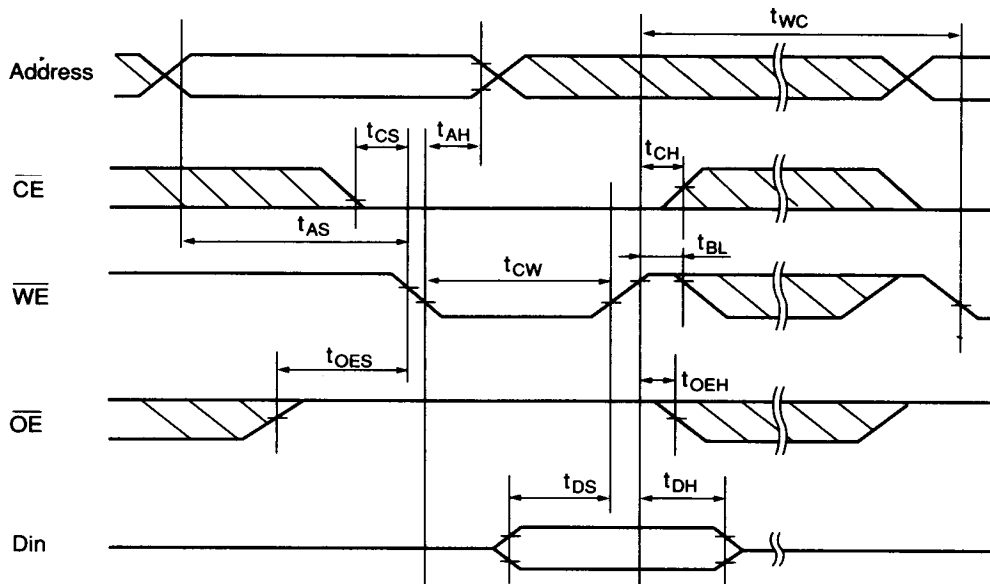 tWC
Address
tCS
tAH
tCH
CE
tAS
tBL
tCW
WE
tOES
tOEH
OE
tDS
tDH
Din